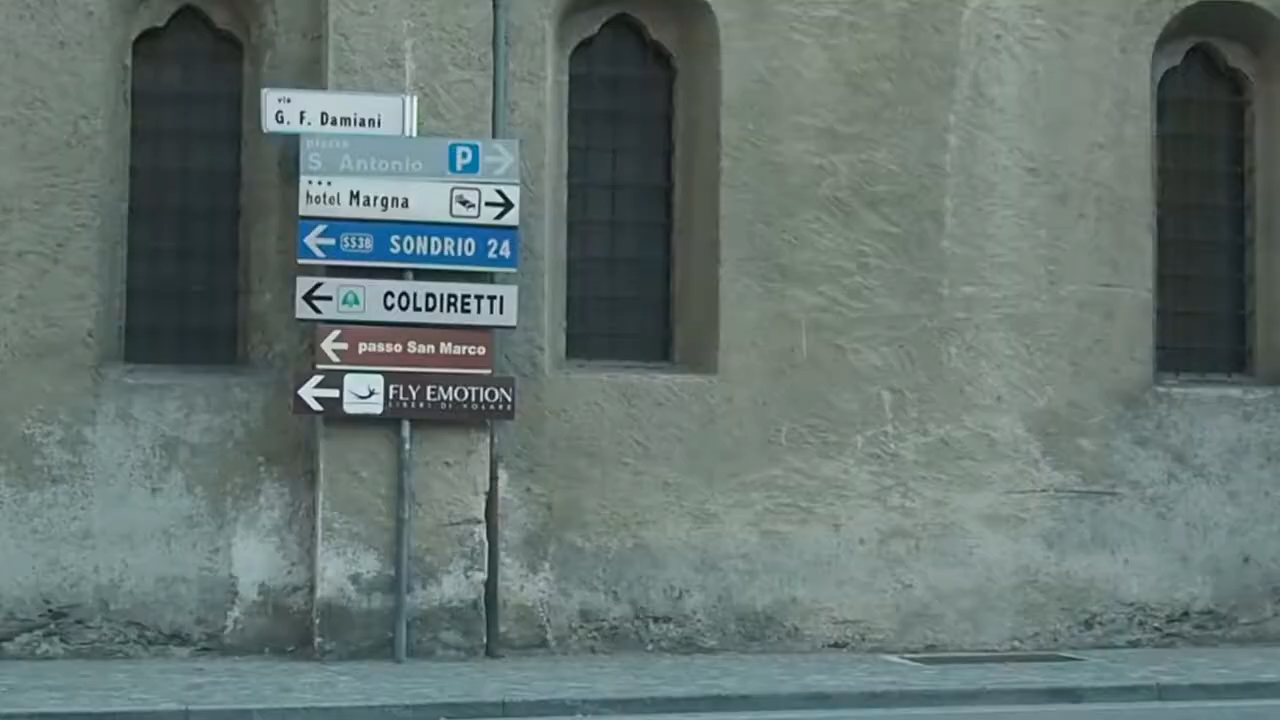 via
G. F. Damiani
piazza
S. Antonio P
hotel Margna
SS38 SONDRIO 24
COLDIRETTI
passo San Marco
FLY EMOTION
LIBERI DI VOLARE